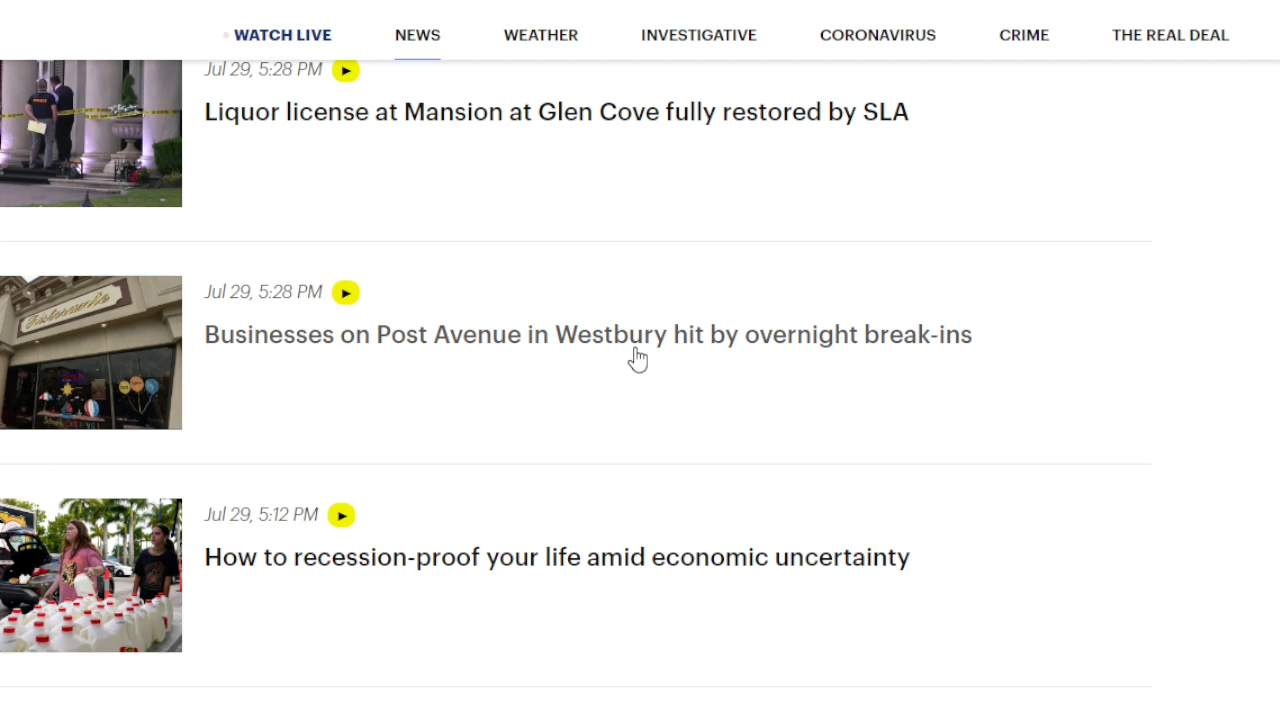 WATCH LIVE NEWS WEATHER INVESTIGATIVE CORONAVIRUS CRIME THE REAL DEAL
Jul 29, 5:28 PM
Liquor license at Mansion at Glen Cove fully restored by SLA
Jul 29, 5:28 PM
Businesses on Post Avenue in Westbury hit by overnight break-ins
Jul 29, 5:12 PM
How to recession-proof your life amid economic uncertainty